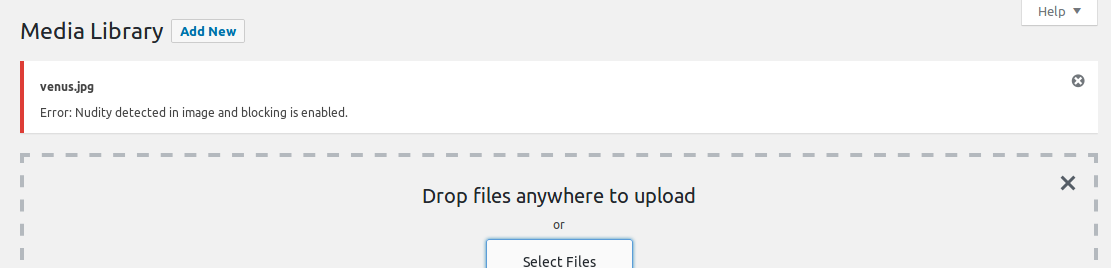 Help
Media Library Add New
venus.jpg
Error: Nudity detected in image and blocking is enabled.
Drop files anywhere to upload
or
Select Files